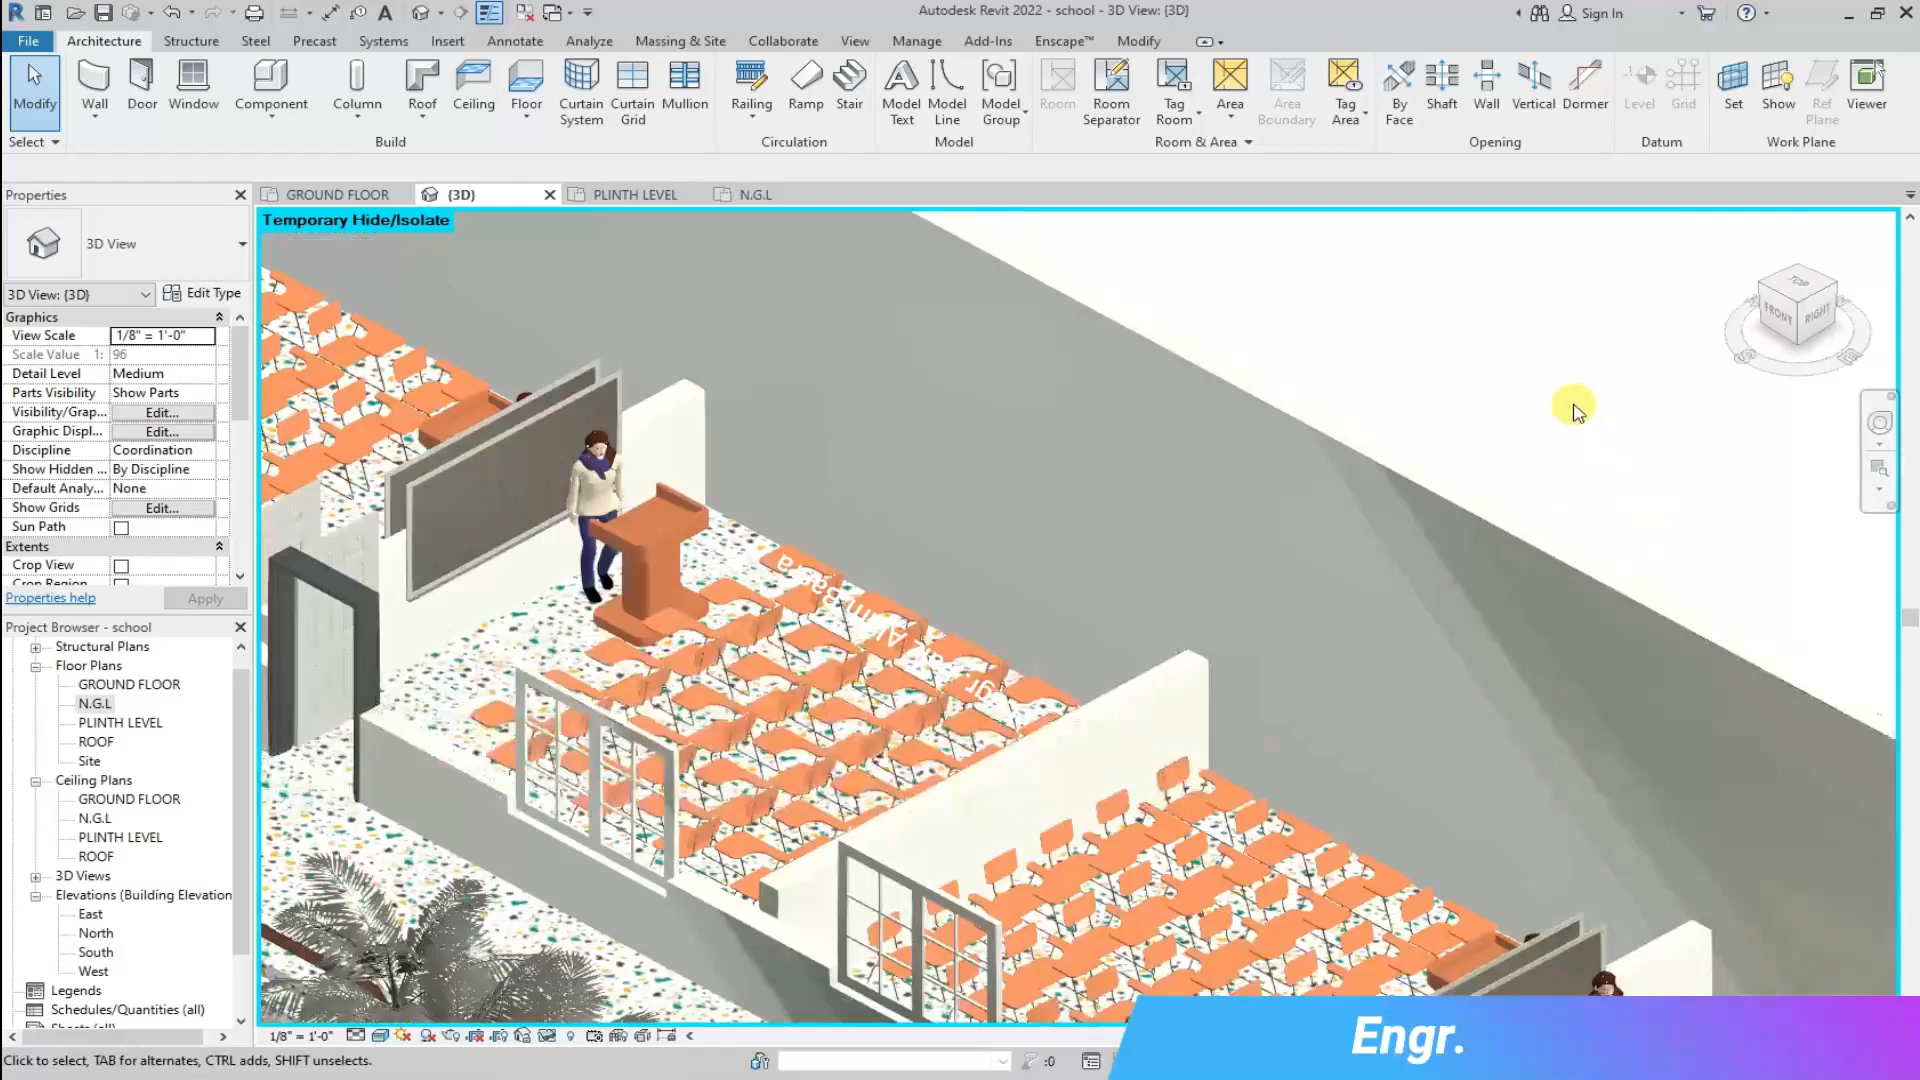 Autodesk Revit 2022 - school - 3D View: {3D}
Sign In
File
Architecture
Structure
Steel
Precast
Systems
Insert
Annotate
Analyze
Massing & Site
Collaborate
View
Manage
Add-Ins
Enscape™
Modify
Modify
Wall
Door
Window
Component
Column
Roof
Ceiling
Floor
Curtain System
Curtain Grid
Mullion
Railing
Ramp
Stair
Model Text
Model Line
Model Group
Room
Room Separator
Tag Room
Area
Area Boundary
Tag Area
By Face
Shaft
Wall
Vertical
Dormer
Level
Grid
Set
Show
Ref Plane
Viewer
Select
Build
Circulation
Model
Room & Area
Opening
Datum
Work Plane
Properties
GROUND FLOOR
{3D}
PLINTH LEVEL
N.G.L
Temporary Hide/Isolate
TOP
FRONT
RIGHT
3D View
3D View: {3D}
Edit Type
Graphics
View Scale 1/8" = 1'-0"
Scale Value 1: 96
Detail Level Medium
Parts Visibility Show Parts
Visibility/Grap... Edit...
Graphic Displ... Edit...
Discipline Coordination
Show Hidden ... By Discipline
Default Analy... None
Show Grids Edit...
Sun Path
Extents
Crop View
Crop Region
Properties help
Apply
Project Browser - school
Structural Plans
Floor Plans
GROUND FLOOR
N.G.L
PLINTH LEVEL
ROOF
Site
Ceiling Plans
GROUND FLOOR
N.G.L
PLINTH LEVEL
ROOF
3D Views
Elevations (Building Elevation
East
North
South
West
Legends
Schedules/Quantities (all)
Sheets (all)
1/8" = 1'-0"
Click to select, TAB for alternates, CTRL adds, SHIFT unselects.
:0
Engr.